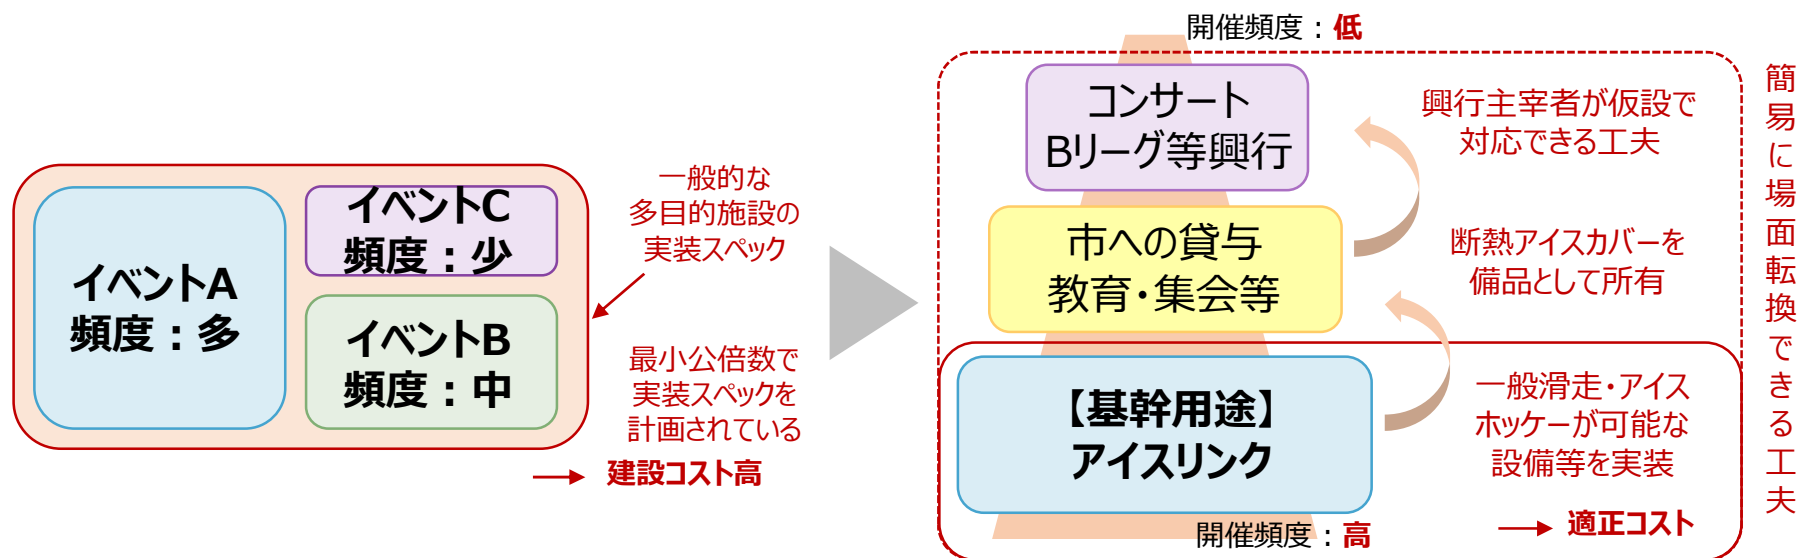 イベントA
頻度：多
イベントC
頻度：少
イベントB
頻度：中
一般的な
多目的施設の
実装スペック
最小公倍数で
実装スペックを
計画されている
建設コスト高
開催頻度：低
コンサート
Bリーグ等興行
市への貸与
教育・集会等
【基幹用途】
アイスリンク
開催頻度：高
興行主宰者が仮設で
対応できる工夫
断熱アイスカバーを
備品として所有
一般滑走・アイス
ホッケーが可能な
設備等を実装
適正コスト
簡易に場面転換できる工夫